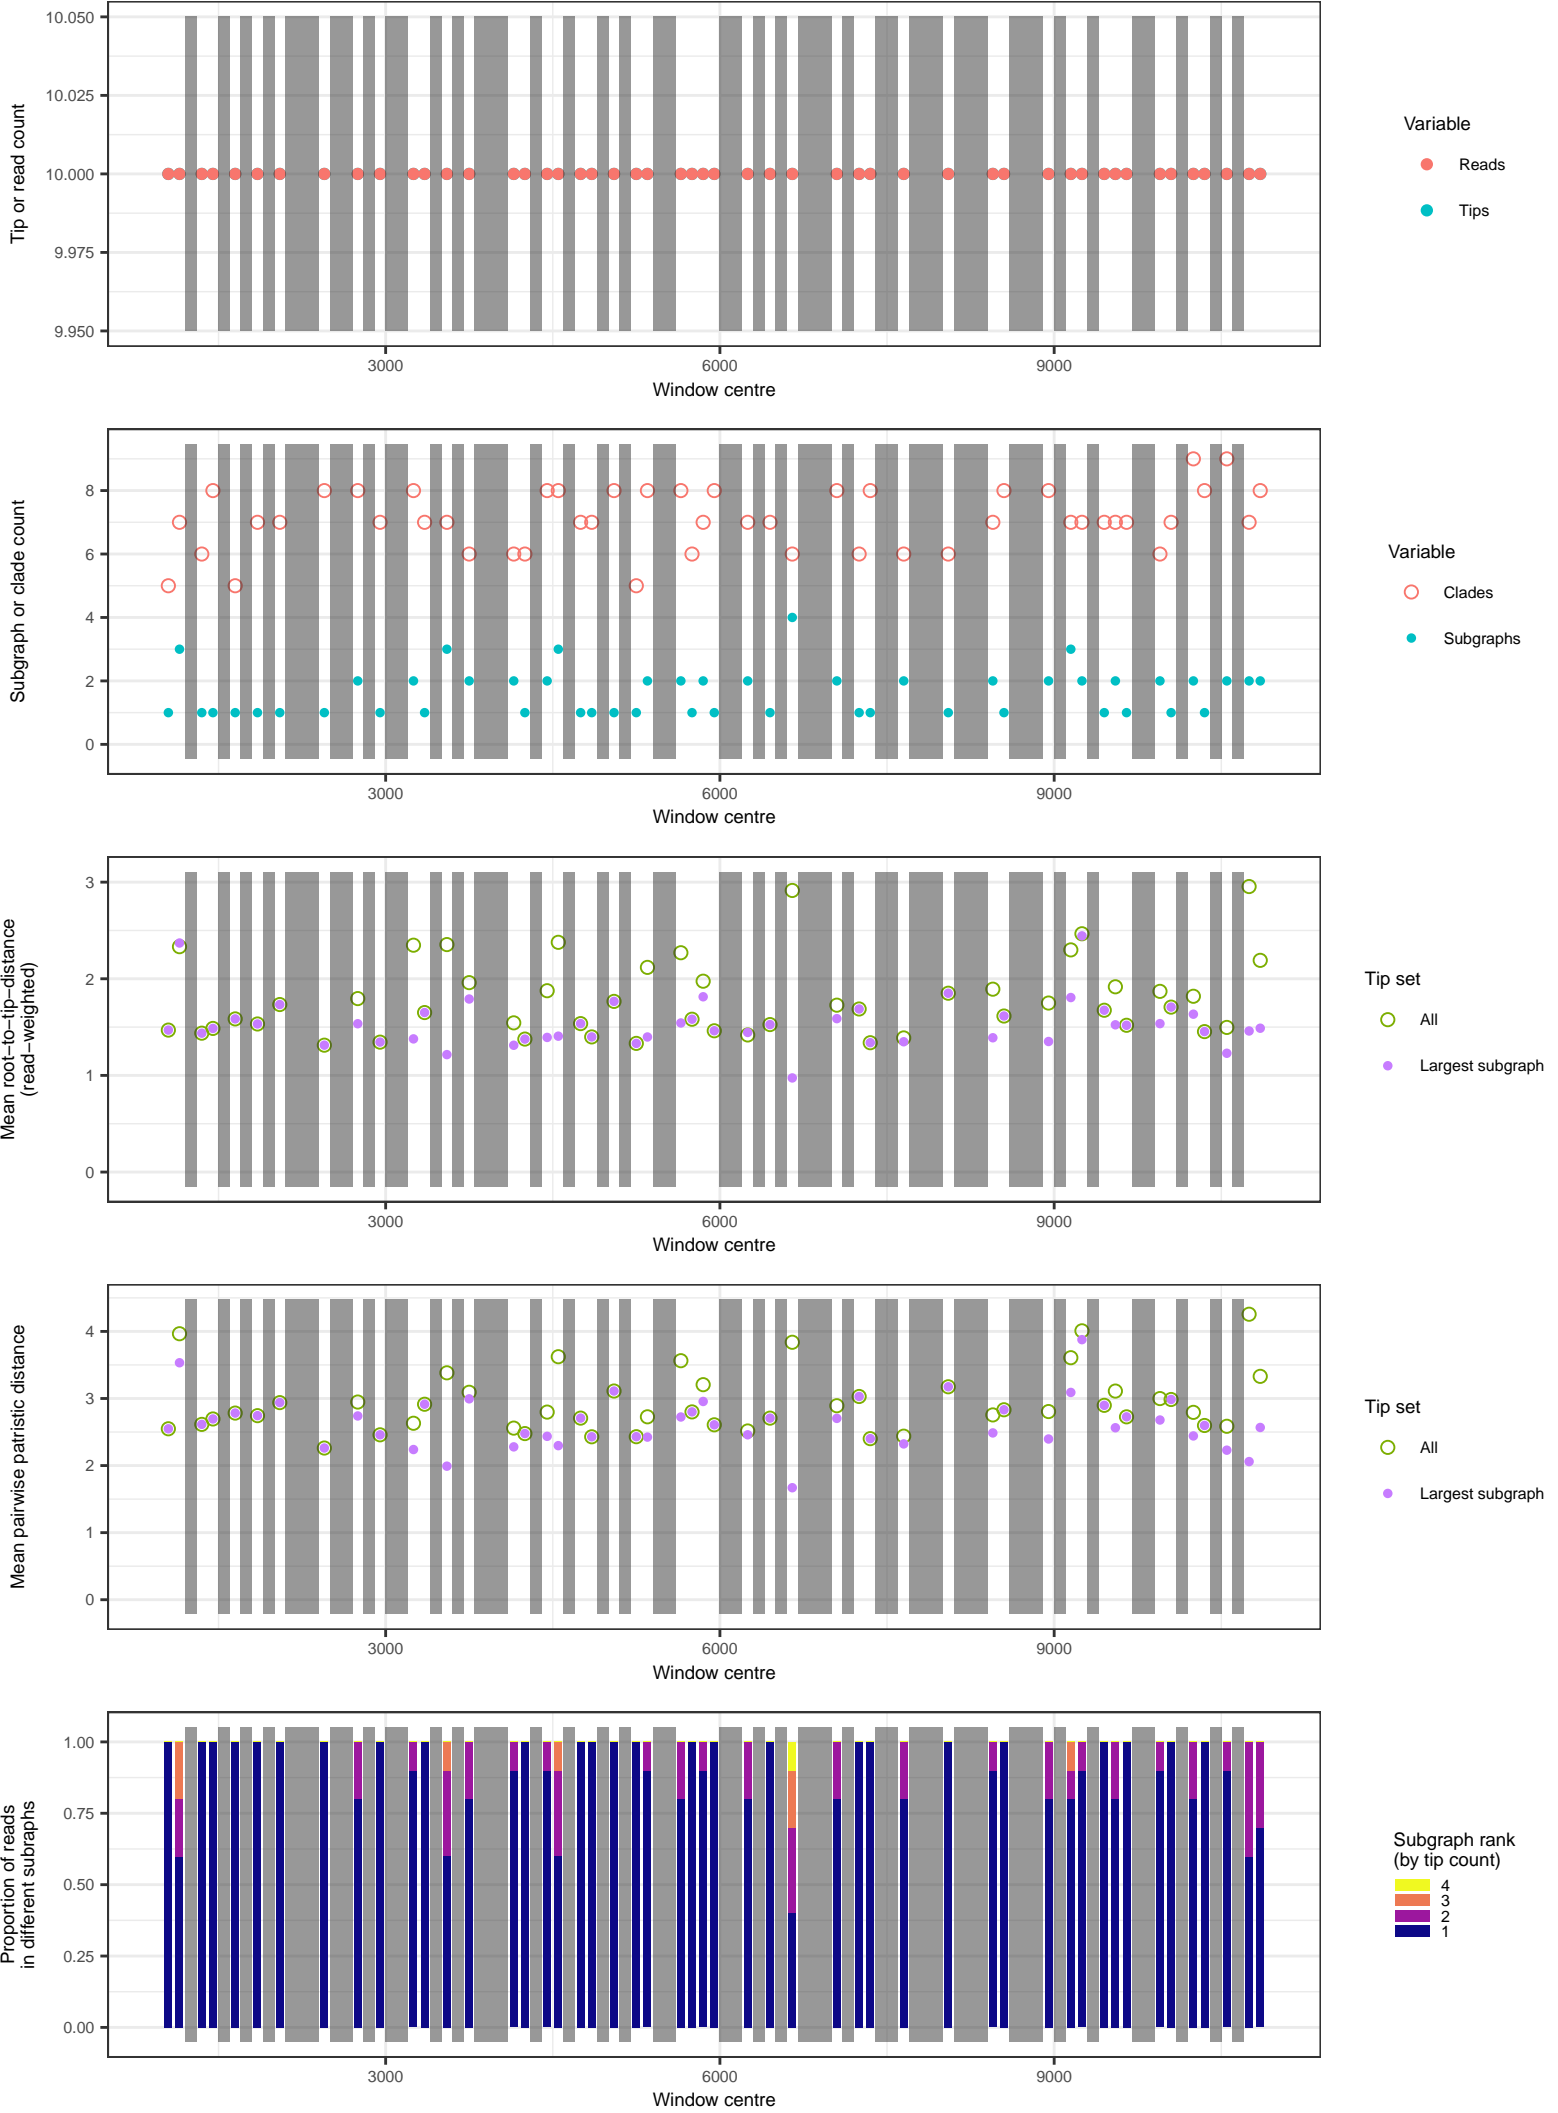 10.050
10.025
10.000
9.975
9.950
Tip or read count
3000 6000 9000
Window centre
Variable
Reads
Tips
8
6
4
2
0
Subgraph or clade count
3000 6000 9000
Window centre
Variable
Clades
Subgraphs
3
2
1
0
Mean root−to−tip−distance
(read−weighted)
3000 6000 9000
Window centre
Tip set
All
Largest subgraph
4
3
2
1
0
Mean pairwise patristic distance
3000 6000 9000
Window centre
Tip set
All
Largest subgraph
1.00
0.75
0.50
0.25
0.00
Proportion of reads
in different subraphs
3000 6000 9000
Window centre
Subgraph rank
(by tip count)
4
3
2
1